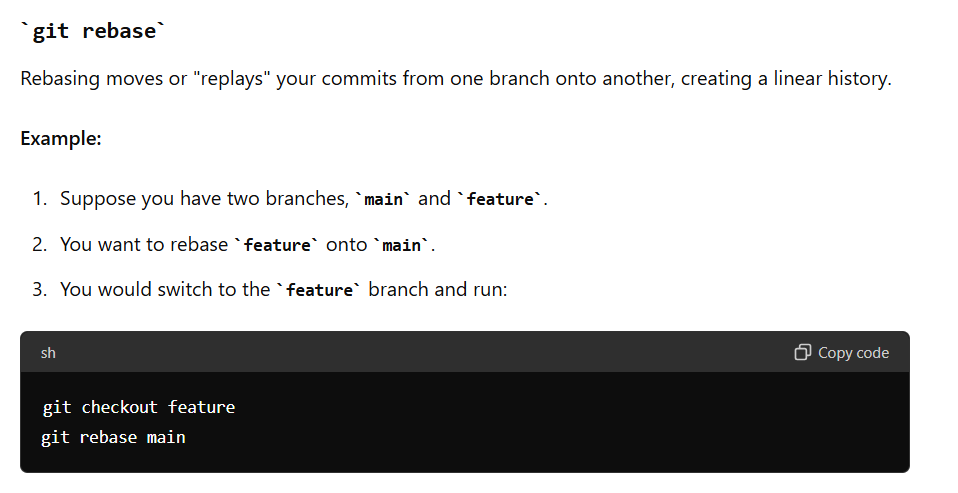 `git rebase`
Rebasing moves or "replays" your commits from one branch onto another, creating a linear history.
Example:
1. Suppose you have two branches, `main` and `feature`.
2. You want to rebase `feature` onto `main`.
3. You would switch to the `feature` branch and run:
sh Copy code
git checkout feature
git rebase main